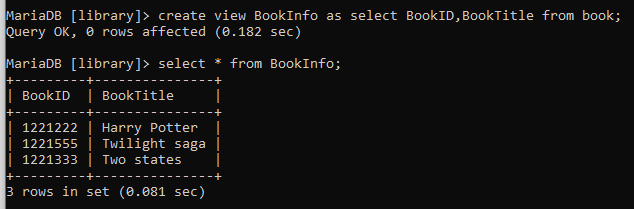 MariaDB [library]> create view BookInfo as select BookID,BookTitle from book;
Query OK, 0 rows affected (0.182 sec)
MariaDB [library]> select * from BookInfo;
+---------+---------------+
| BookID  | BookTitle     |
+---------+---------------+
| 1221222 | Harry Potter  |
| 1221555 | Twilight saga |
| 1221333 | Two states    |
+---------+---------------+
3 rows in set (0.081 sec)